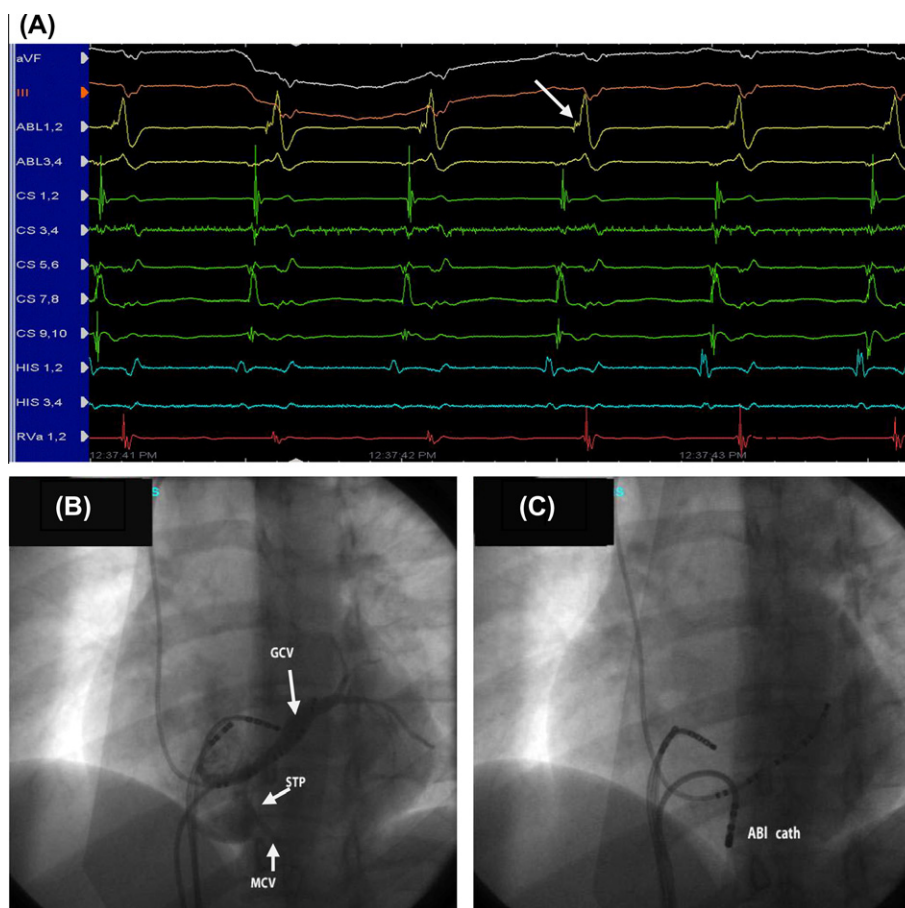 (A)
aVF
III
ABL1,2
ABL3,4
CS 1,2
CS 3,4
CS 5,6
CS 7,8
CS 9,10
HIS 1,2
HIS 3,4
RVa 1,2
12:37:41 PM
12:37:42 PM
12:37:43 PM
(B)
S
GCV
STP
MCV
(C)
S
ABl cath